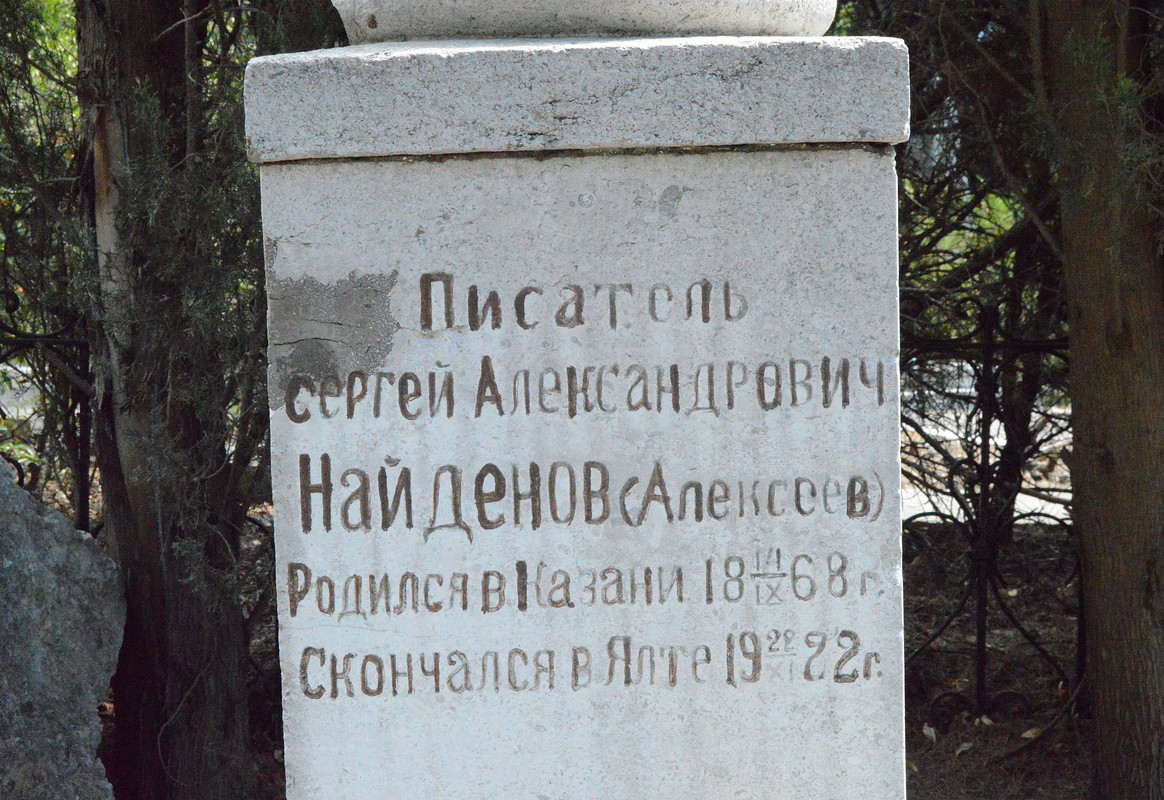 Писатель
Сергей Александрович
Найденов (Алексеев)
Родился в Казани 18 14/IX 68 г.
Скончался в Ялте 19 22/XI 22 г.